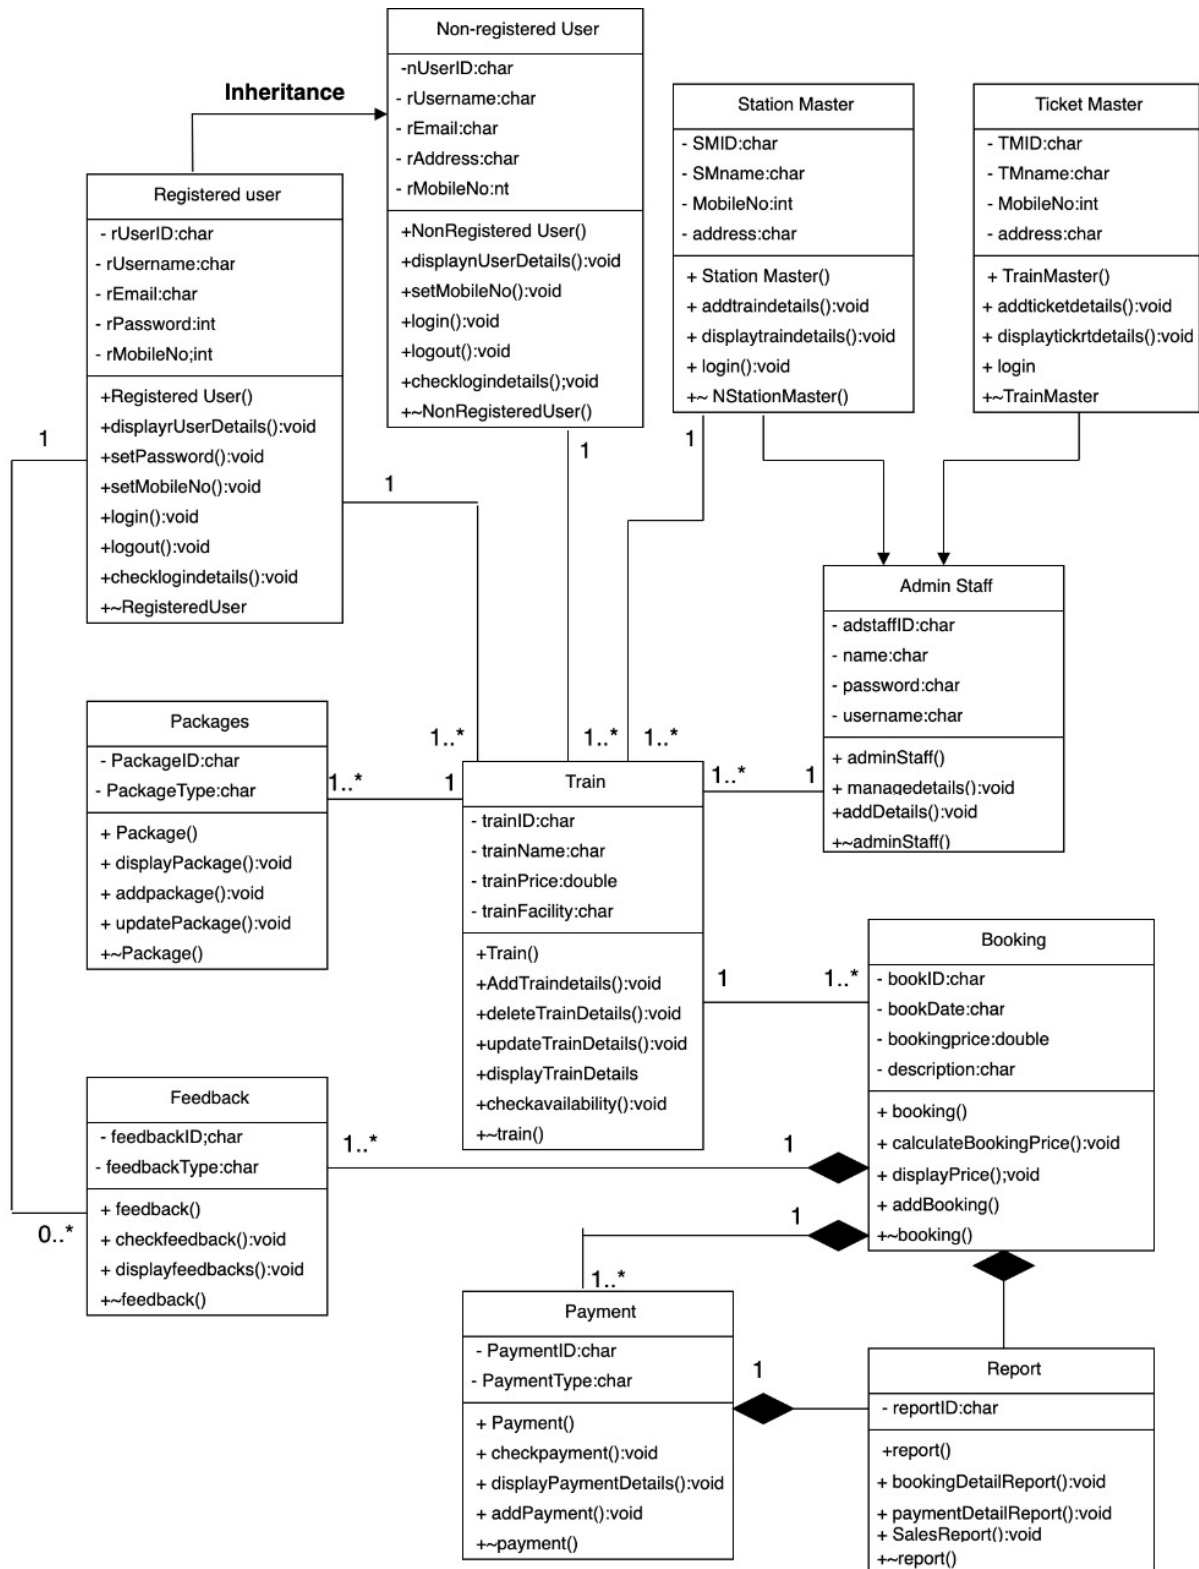 Non-registered User
-nUserID:char
- rUsername:char
- rEmail:char
- rAddress:char
- rMobileNo:nt
+NonRegistered User()
+displaynUserDetails():void
+setMobileNo():void
+login():void
+logout():void
+checklogindetails();void
+~NonRegisteredUser()
Inheritance
Station Master
- SMID:char
- SMname:char
- MobileNo:int
- address:char
+ Station Master()
+ addtraindetails():void
+ displaytraindetails():void
+ login():void
+~ NStationMaster()
Ticket Master
- TMID:char
- TMname:char
- MobileNo:int
- address:char
+ TrainMaster()
+ addticketdetails():void
+ displaytickrtdetails():void
+ login
+~TrainMaster
Registered user
- rUserID:char
- rUsername:char
- rEmail:char
- rPassword:int
- rMobileNo;int
+Registered User()
+displayrUserDetails():void
+setPassword():void
+setMobileNo():void
+login():void
+logout():void
+checklogindetails():void
+~RegisteredUser
1
1
1
1
Admin Staff
- adstaffID:char
- name:char
- password:char
- username:char
+ adminStaff()
+ managedetails():void
+addDetails():void
+~adminStaff()
Packages
- PackageID:char
- PackageType:char
+ Package()
+ displayPackage():void
+ addpackage():void
+ updatePackage():void
+~Package()
1..*
1..*
1..*
1..*
1
1..*
1
Train
- trainID:char
- trainName:char
- trainPrice:double
- trainFacility:char
+Train()
+AddTraindetails():void
+deleteTrainDetails():void
+updateTrainDetails():void
+displayTrainDetails
+checkavailability():void
+~train()
1
1..*
Booking
- bookID:char
- bookDate:char
- bookingprice:double
- description:char
+ booking()
+ calculateBookingPrice():void
+ displayPrice();void
+ addBooking()
+~booking()
Feedback
- feedbackID;char
- feedbackType:char
+ feedback()
+ checkfeedback():void
+ displayfeedbacks():void
+~feedback()
1..*
1
0..*
1
1..*
Payment
- PaymentID:char
- PaymentType:char
+ Payment()
+ checkpayment():void
+ displayPaymentDetails():void
+ addPayment():void
+~payment()
1
Report
- reportID:char
+report()
+ bookingDetailReport():void
+ paymentDetailReport():void
+ SalesReport():void
+~report()